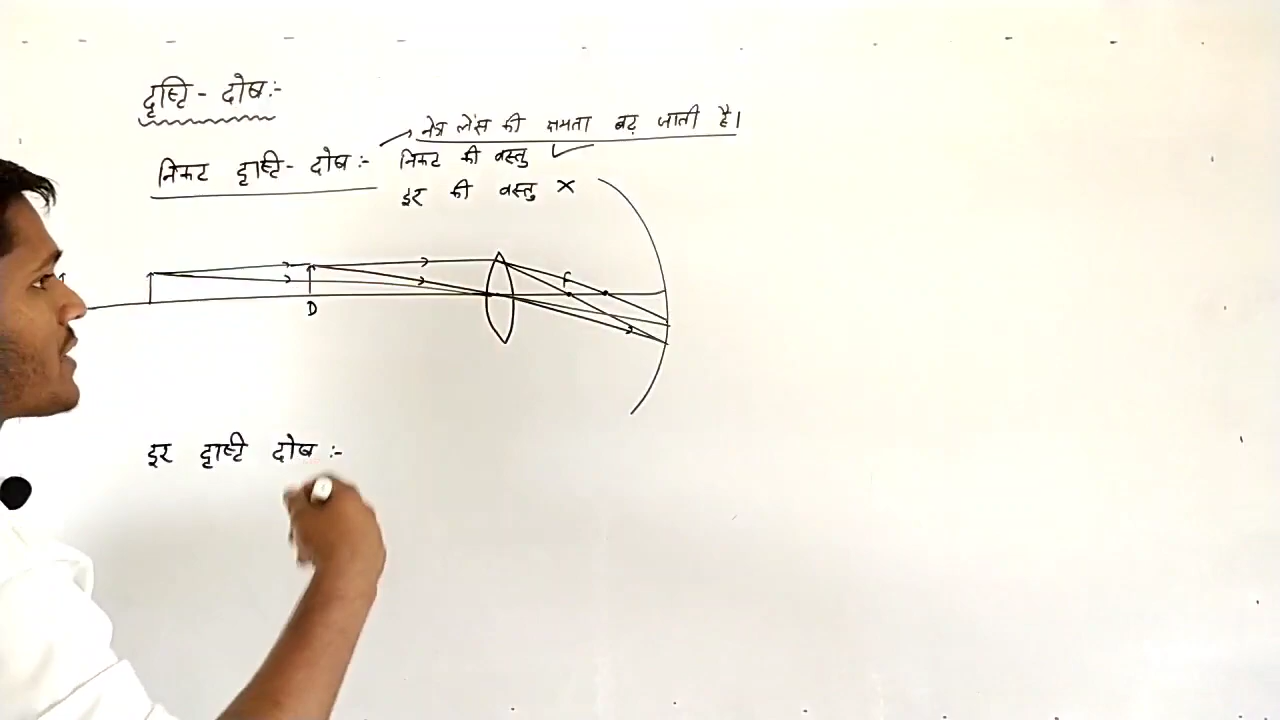 दृष्टि - दोष:-
नेत्र लेंस की क्षमता बढ़ जाती है।
निकट दृष्टि - दोष :- निकट की वस्तु ✓
दूर की वस्तु ×
F
D
दूर दृष्टि दोष :-